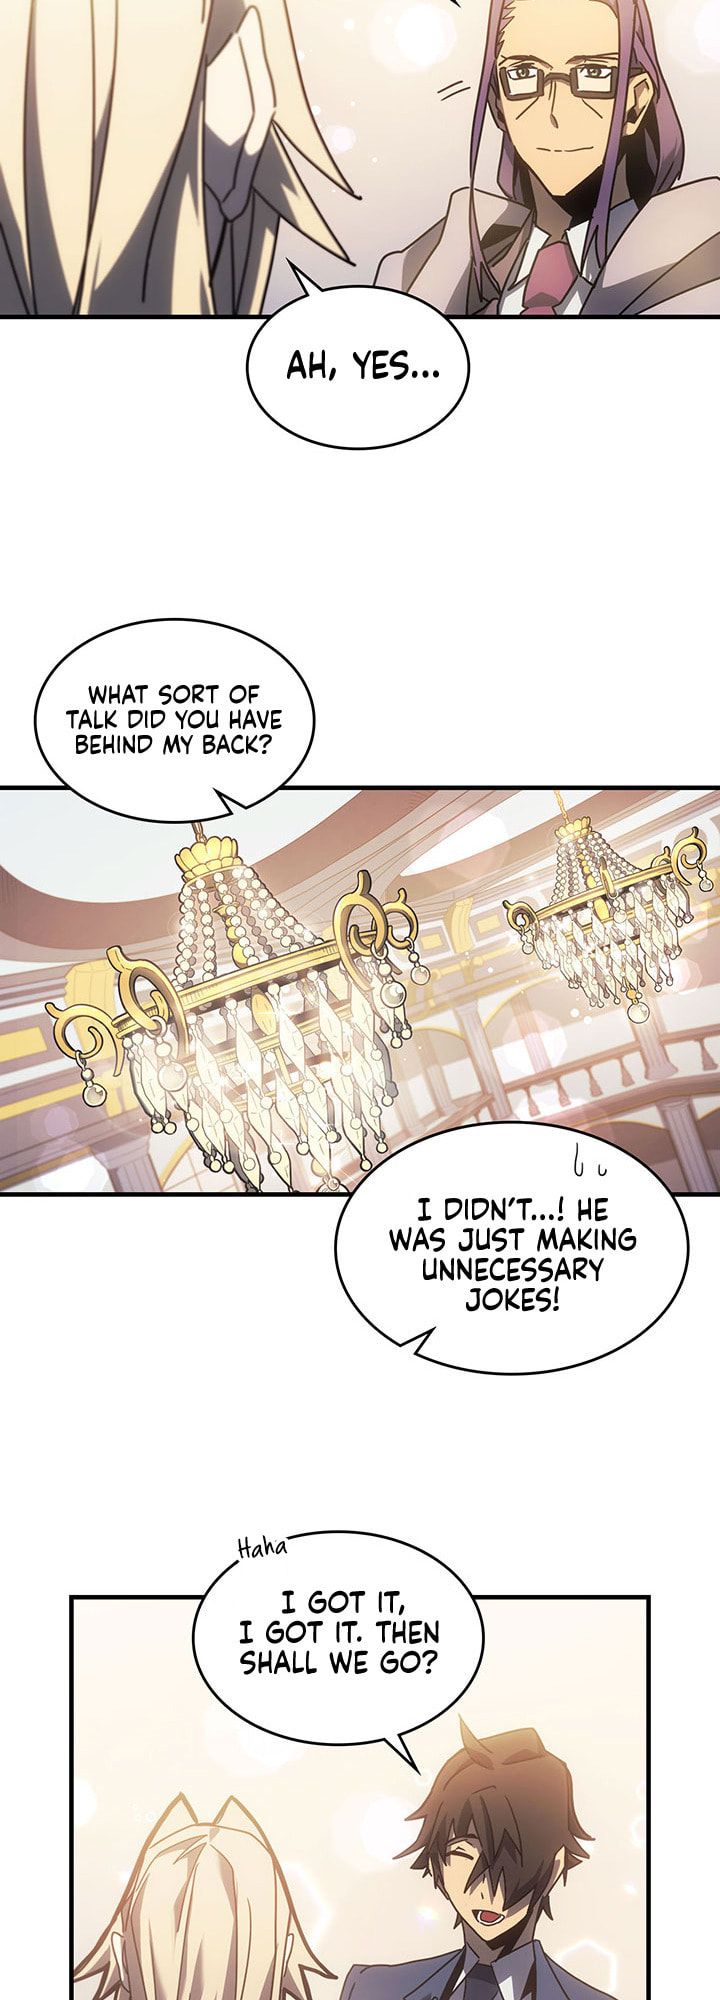 AH, YES...
WHAT SORT OF
TALK DID YOU HAVE
BEHIND MY BACK?
I DIDN'T...! HE
WAS JUST MAKING
UNNECESSARY
JOKES!
Haha
I GOT IT,
I GOT IT. THEN
SHALL WE GO?